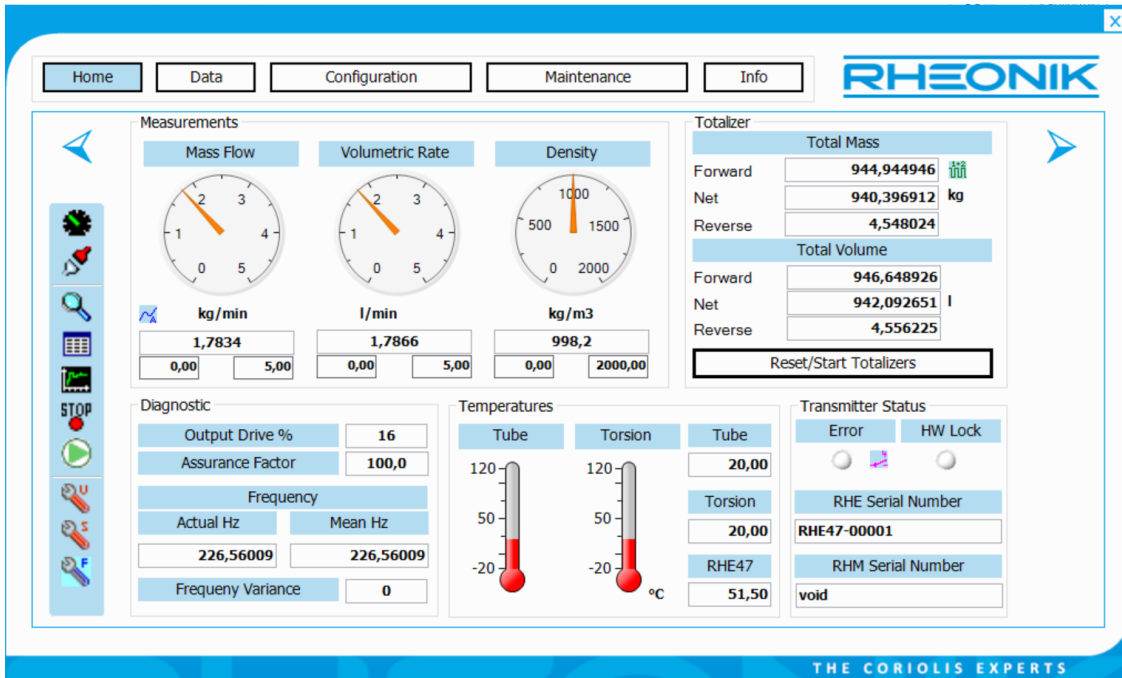 X
Home Data Configuration Maintenance Info
RHEONIK
Measurements
Mass Flow Volumetric Rate Density
0 1 2 3 4 5
0 1 2 3 4 5
0 500 1000 1500 2000
kg/min l/min kg/m3
1,7834 1,7866 998,2
0,00 5,00 0,00 5,00 0,00 2000,00
Totalizer
Total Mass
Forward 944,944946
Net 940,396912 kg
Reverse 4,548024
Total Volume
Forward 946,648926
Net 942,092651 l
Reverse 4,556225
Reset/Start Totalizers
STOP
U
S
F
Diagnostic
Output Drive % 16
Assurance Factor 100,0
Frequency
Actual Hz Mean Hz
226,56009 226,56009
Frequeny Variance 0
Temperatures
Tube Torsion
120 120
50 50
-20 -20
°C
Tube
20,00
Torsion
20,00
RHE47
51,50
Transmitter Status
Error HW Lock
RHE Serial Number
RHE47-00001
RHM Serial Number
void
THE CORIOLIS EXPERTS